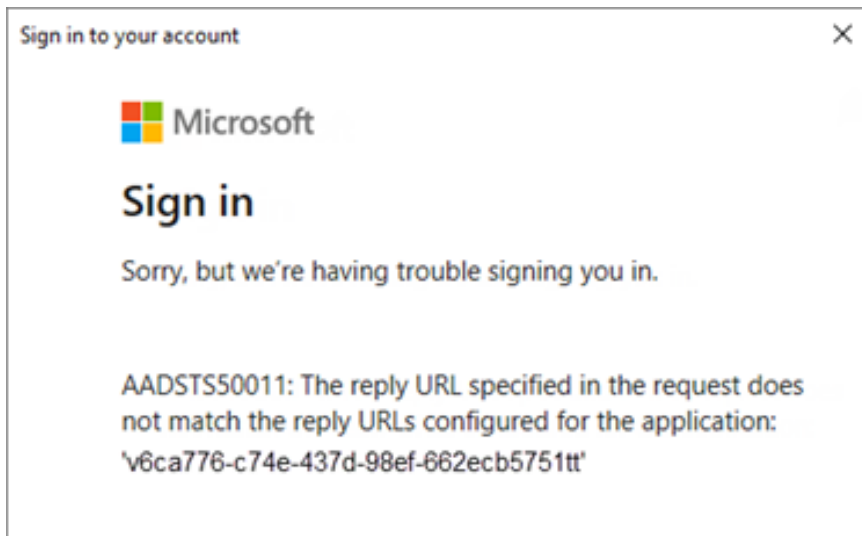 Sign in to your account
Microsoft
Sign in
Sorry, but we're having trouble signing you in.
AADSTS50011: The reply URL specified in the request does
not match the reply URLs configured for the application:
'v6ca776-c74e-437d-98ef-662ecb5751tt'